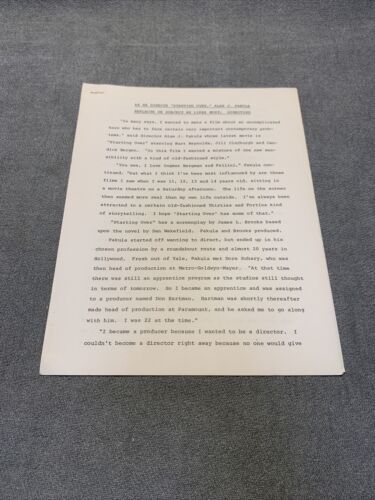 AS HE DIRECTS "STARTING OVER," ALAN J. PAKULA
REFLECTS ON
"In many ways, I wanted to make a film about an uncomplicated
hero who has to face certain very important contemporary prob-
lems," said director Alan J. Pakula whose latest movie is
"Starting Over" starring Burt Reynolds, Jill Clayburgh and Can-
dice Bergen. "In this film I wanted a mixture of the new sen-
sibility with a kind of old-fashioned style."
"You see, I love Ingmar Bergman and Fellini," Pakula con-
tinued. "But what I think I've been most influenced by are those
films I saw when I was 11, 12, 13 and 14 years old, sitting in
a movie theatre on a Saturday afternoon. The life on the screen
then seemed more real than my own life outside. I've always been
attracted to a certain old-fashioned Thirties and Forties kind
of storytelling. I hope 'Starting Over' has some of that."
"Starting Over" has a screenplay by James L. Brooks based
upon the novel by Dan Wakefield. Pakula and Brooks produced.
Pakula started off wanting to direct, but ended up in his
chosen profession by a roundabout route and almost 20 years in
Hollywood. Fresh out of Yale, Pakula met Dore Schary, who was
then head of production at Metro-Goldwyn-Mayer. "At that time
there was still an apprentice program as the studios still thought
in terms of tomorrow. So I became an apprentice and was assigned
to a producer named Don Hartman. Hartman was shortly thereafter
made head of production at Paramount, and he asked me to go along
with him. I was 22 at the time."
"I became a producer because I wanted to be a director. I
couldn't become a director right away because no one would give